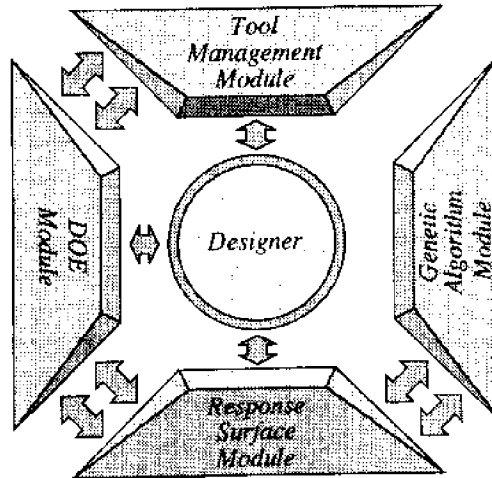 Tool
Management
Module
DOE
Module
Designer
Genetic
Algorithm
Module
Response
Surface
Module